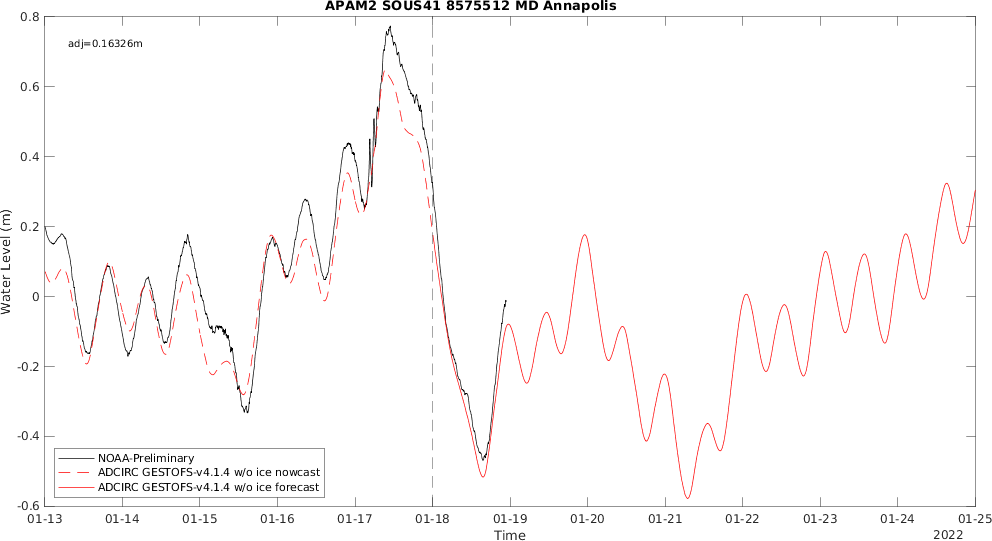 APAM2 SOUS41 8575512 MD Annapolis
adj=0.16326m
Water Level (m)
0.8
0.6
0.4
0.2
0
-0.2
-0.4
-0.6
NOAA-Preliminary
ADCIRC GESTOFS-v4.1.4 w/o ice nowcast
ADCIRC GESTOFS-v4.1.4 w/o ice forecast
01-13 01-14 01-15 01-16 01-17 01-18 01-19 01-20 01-21 01-22 01-23 01-24 01-25
Time
2022